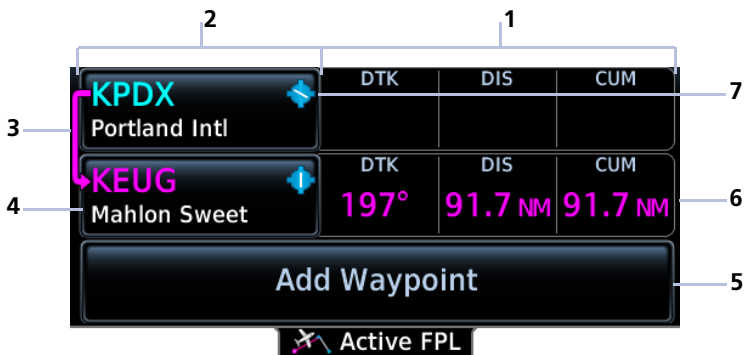 2 1
KPDX DTK DIS CUM 7
Portland Intl
3
KEUG DTK DIS CUM
4 Mahlon Sweet 197° 91.7 NM 91.7 NM 6
Add Waypoint 5
Active FPL